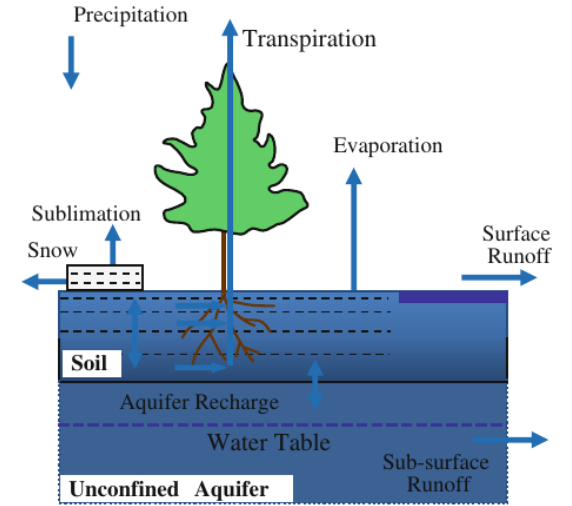 Precipitation
Transpiration
Evaporation
Sublimation
Snow
Surface
Runoff
Soil
Aquifer Recharge
Water Table
Sub-surface
Runoff
Unconfined Aquifer